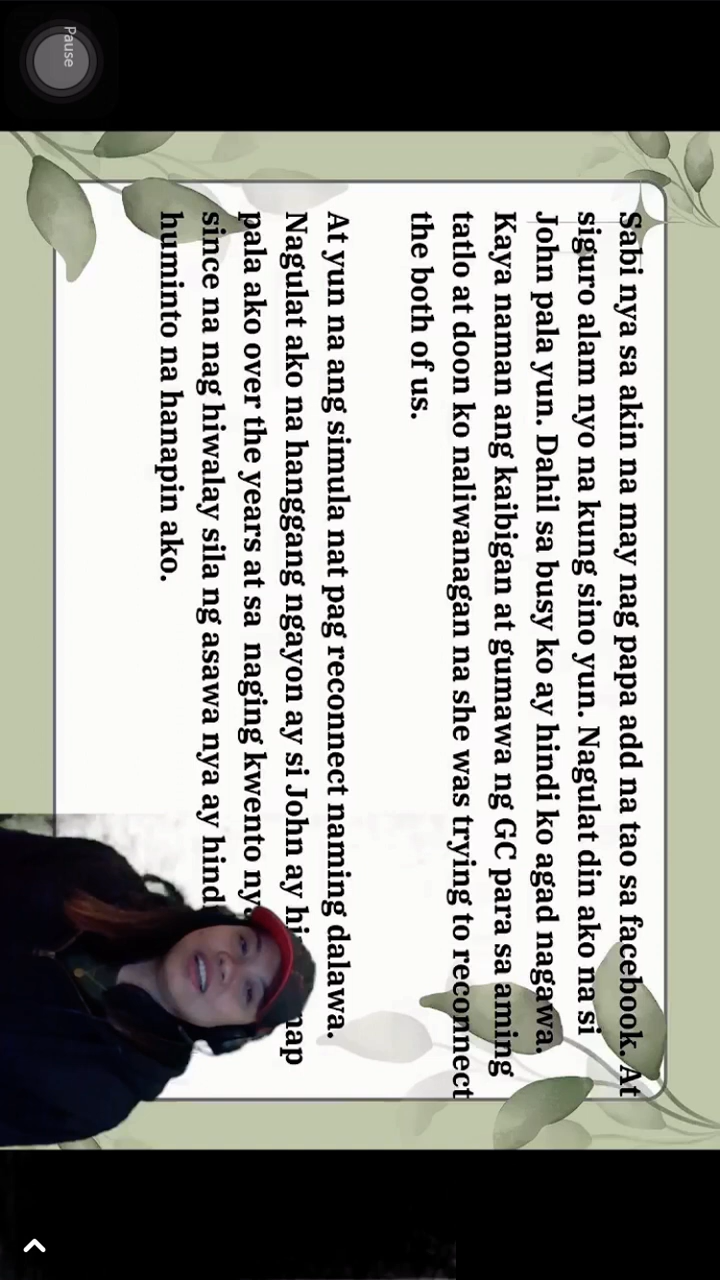 Pause
Sabi nya sa akin na may nag papa add na tao sa facebook. At
siguro alam nyo na kung sino yun. Nagulat din ako na si
John pala yun. Dahil sa busy ko ay hindi ko agad nagawa.
Kaya naman ang kaibigan at gumawa ng GC para sa aming
tatlo at doon ko naliwanagan na she was trying to reconnect
the both of us.
At yun na ang simula nat pag reconnect naming dalawa.
Nagulat ako na hanggang ngayon ay si John ay
pala ako over the years at sa naging kwento
since na nag hiwalay sila ng asawa nya ay
huminto na hanapin ako.